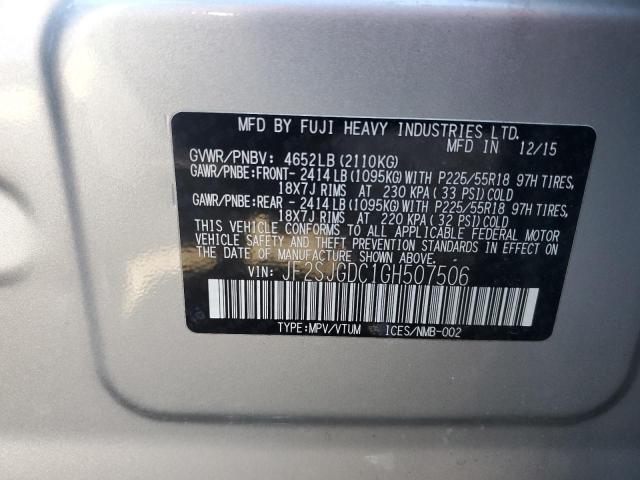 MFD BY FUJI HEAVY INDUSTRIES LTD.
MFD IN 12/15
GVWR/PNBV: 4652LB(2110KG)
GAWR/PNBE:FRONT- 2414LB(1095KG)WITH P225/55R18 97H TIRES,
18X7J RIMS AT 230 KPA(33 PSI)COLD
GAWR/PNBE:REAR - 2414LB(1095KG)WITH P225/55R18 97H TIRES,
18X7J RIMS AT 220 KPA(32 PSI)COLD
THIS VEHICLE CONFORMS TO ALL APPLICABLE FEDERAL MOTOR
VEHICLE SAFETY AND THEFT PREVENTION STANDARDS IN EFFECT ON
THE DATE OF MANUFACTURE SHOWN ABOVE.
VIN: JF2SJGDC1GH507506
TYPE:MPV/VTUM ICES/NMB-002